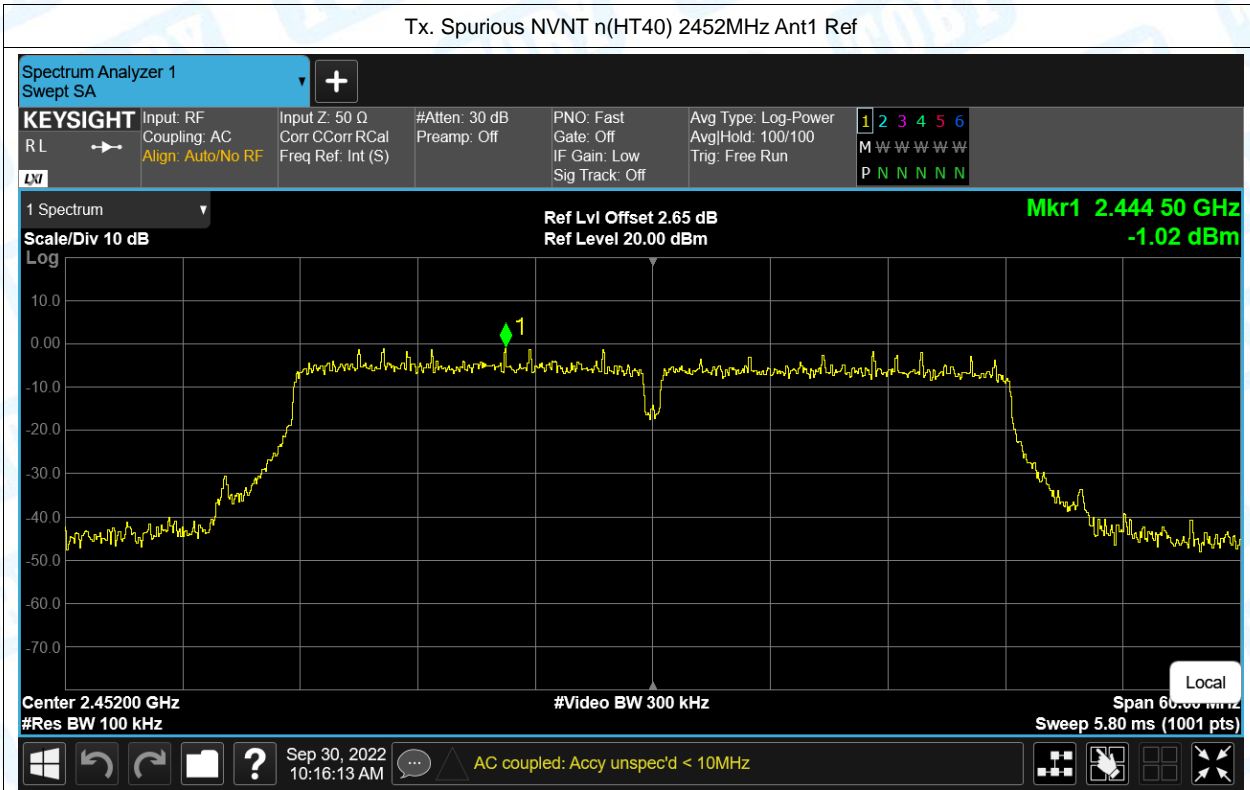 Tx. Spurious NVNT n(HT40) 2452MHz Ant1 Ref
Spectrum Analyzer 1
Swept SA
KEYSIGHT
R L
LXI
Input: RF
Coupling: AC
Align: Auto/No RF
Input Z: 50 Ω
Corr CCorr RCal
Freq Ref: Int (S)
#Atten: 30 dB
Preamp: Off
PNO: Fast
Gate: Off
IF Gain: Low
Sig Track: Off
Avg Type: Log-Power
Avg|Hold: 100/100
Trig: Free Run
1 2 3 4 5 6
M W W W W W
P N N N N N
1 Spectrum
Scale/Div 10 dB
Ref Lvl Offset 2.65 dB
Ref Level 20.00 dBm
Mkr1 2.444 50 GHz
-1.02 dBm
Log
10.0
0.00
-10.0
-20.0
-30.0
-40.0
-50.0
-60.0
-70.0
1
Center 2.45200 GHz
#Res BW 100 kHz
#Video BW 300 kHz
Local
Span 60.00 MHz
Sweep 5.80 ms (1001 pts)
?
Sep 30, 2022
10:16:13 AM
AC coupled: Accy unspec'd < 10MHz